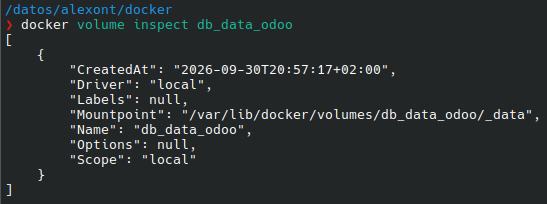 /datos/alexont/docker
❯ docker volume inspect db_data_odoo
[
    {
        "CreatedAt": "2026-09-30T20:57:17+02:00",
        "Driver": "local",
        "Labels": null,
        "Mountpoint": "/var/lib/docker/volumes/db_data_odoo/_data",
        "Name": "db_data_odoo",
        "Options": null,
        "Scope": "local"
    }
]